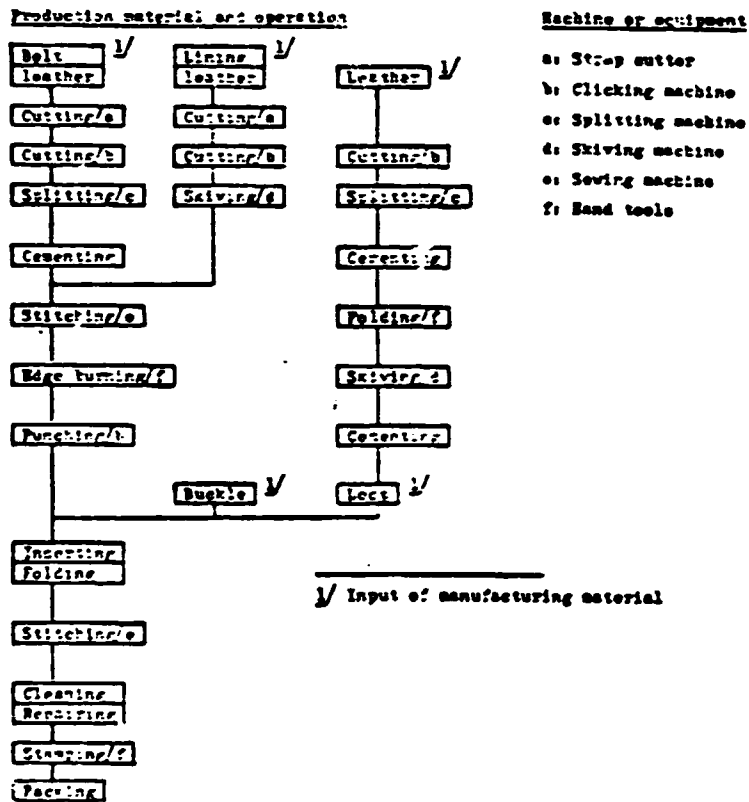 Production material and operation
Machine or equipment
Belt
leather
1/
Lining
leather
1/
Leather
1/
a: Strap cutter
b: Clicking machine
c: Splitting machine
d: Skiving machine
e: Sewing machine
f: Hand tools
Cutting/a
Cutting/a
Cutting/b
Cutting/b
Cutting/b
Splitting/c
Skiving/d
Splitting/c
Cementing
Cementing
Stitching/e
Folding/f
Edge turning/f
Skiving/d
Punching/b
Cementing
Buckle
1/
1/
Inserting
Folding
1/ Input of manufacturing material
Stitching/e
Cleaning
Repairing
Stamping/f
Packing